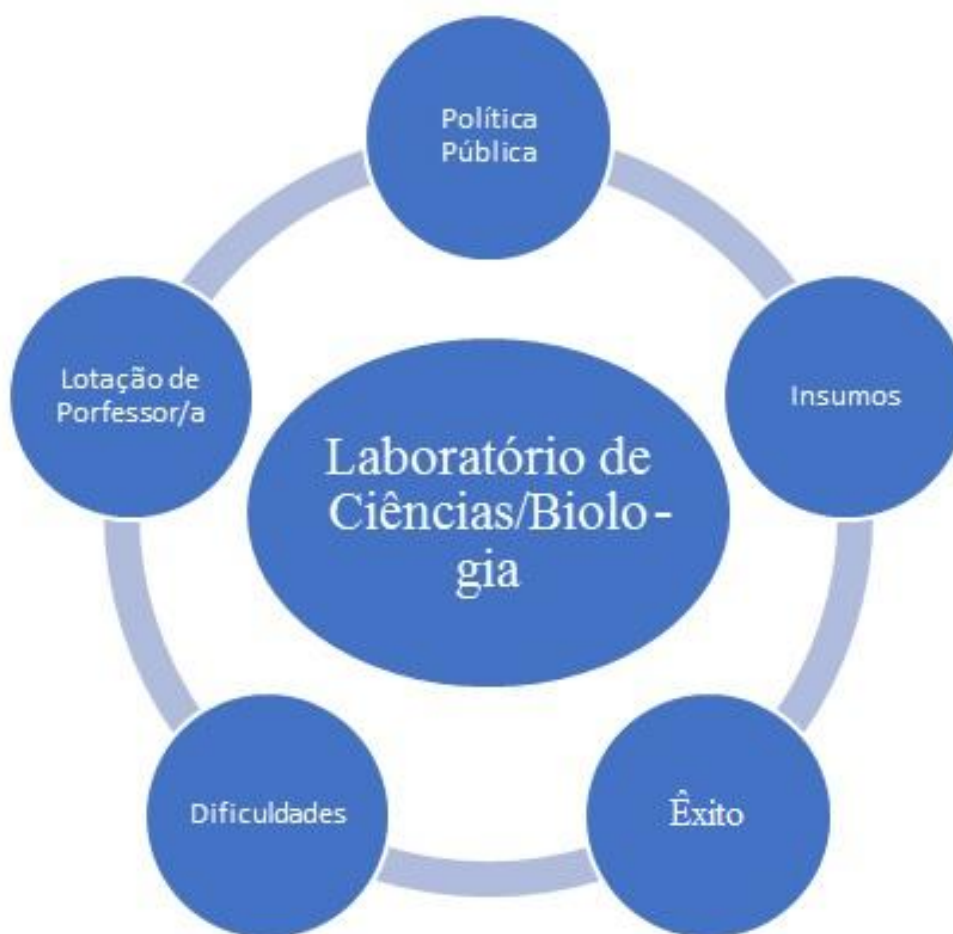 Política
Pública
Insumos
Êxito
Dificuldades
Lotação de
Porfessor/a
Laboratório de
Ciências/Biolo-
gia